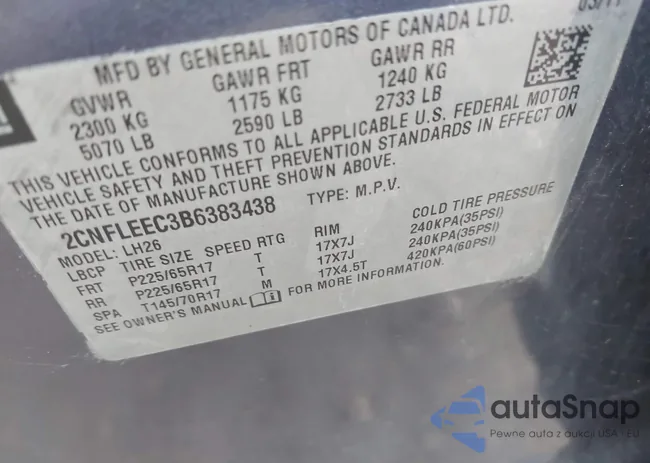 MFD BY GENERAL MOTORS OF CANADA LTD.
GVWR GAWR FRT GAWR RR
2300 KG 1175 KG 1240 KG
5070 LB 2590 LB 2733 LB
THIS VEHICLE CONFORMS TO ALL APPLICABLE U.S. FEDERAL MOTOR
VEHICLE SAFETY AND THEFT PREVENTION STANDARDS IN EFFECT ON
THE DATE OF MANUFACTURE SHOWN ABOVE.
2CNFLEEC3B6383438 TYPE: M.P.V.
MODEL: LH26
LBCP TIRE SIZE SPEED RTG RIM COLD TIRE PRESSURE
FRT P225/65R17 T 17X7J 240KPA(35PSI)
RR P225/65R17 T 17X7J 240KPA(35PSI)
SPA T145/70R17 M 17X4.5T 420KPA(60PSI)
SEE OWNER'S MANUAL FOR MORE INFORMATION.
autaSnap
Pewne auta z aukcji USA - EU